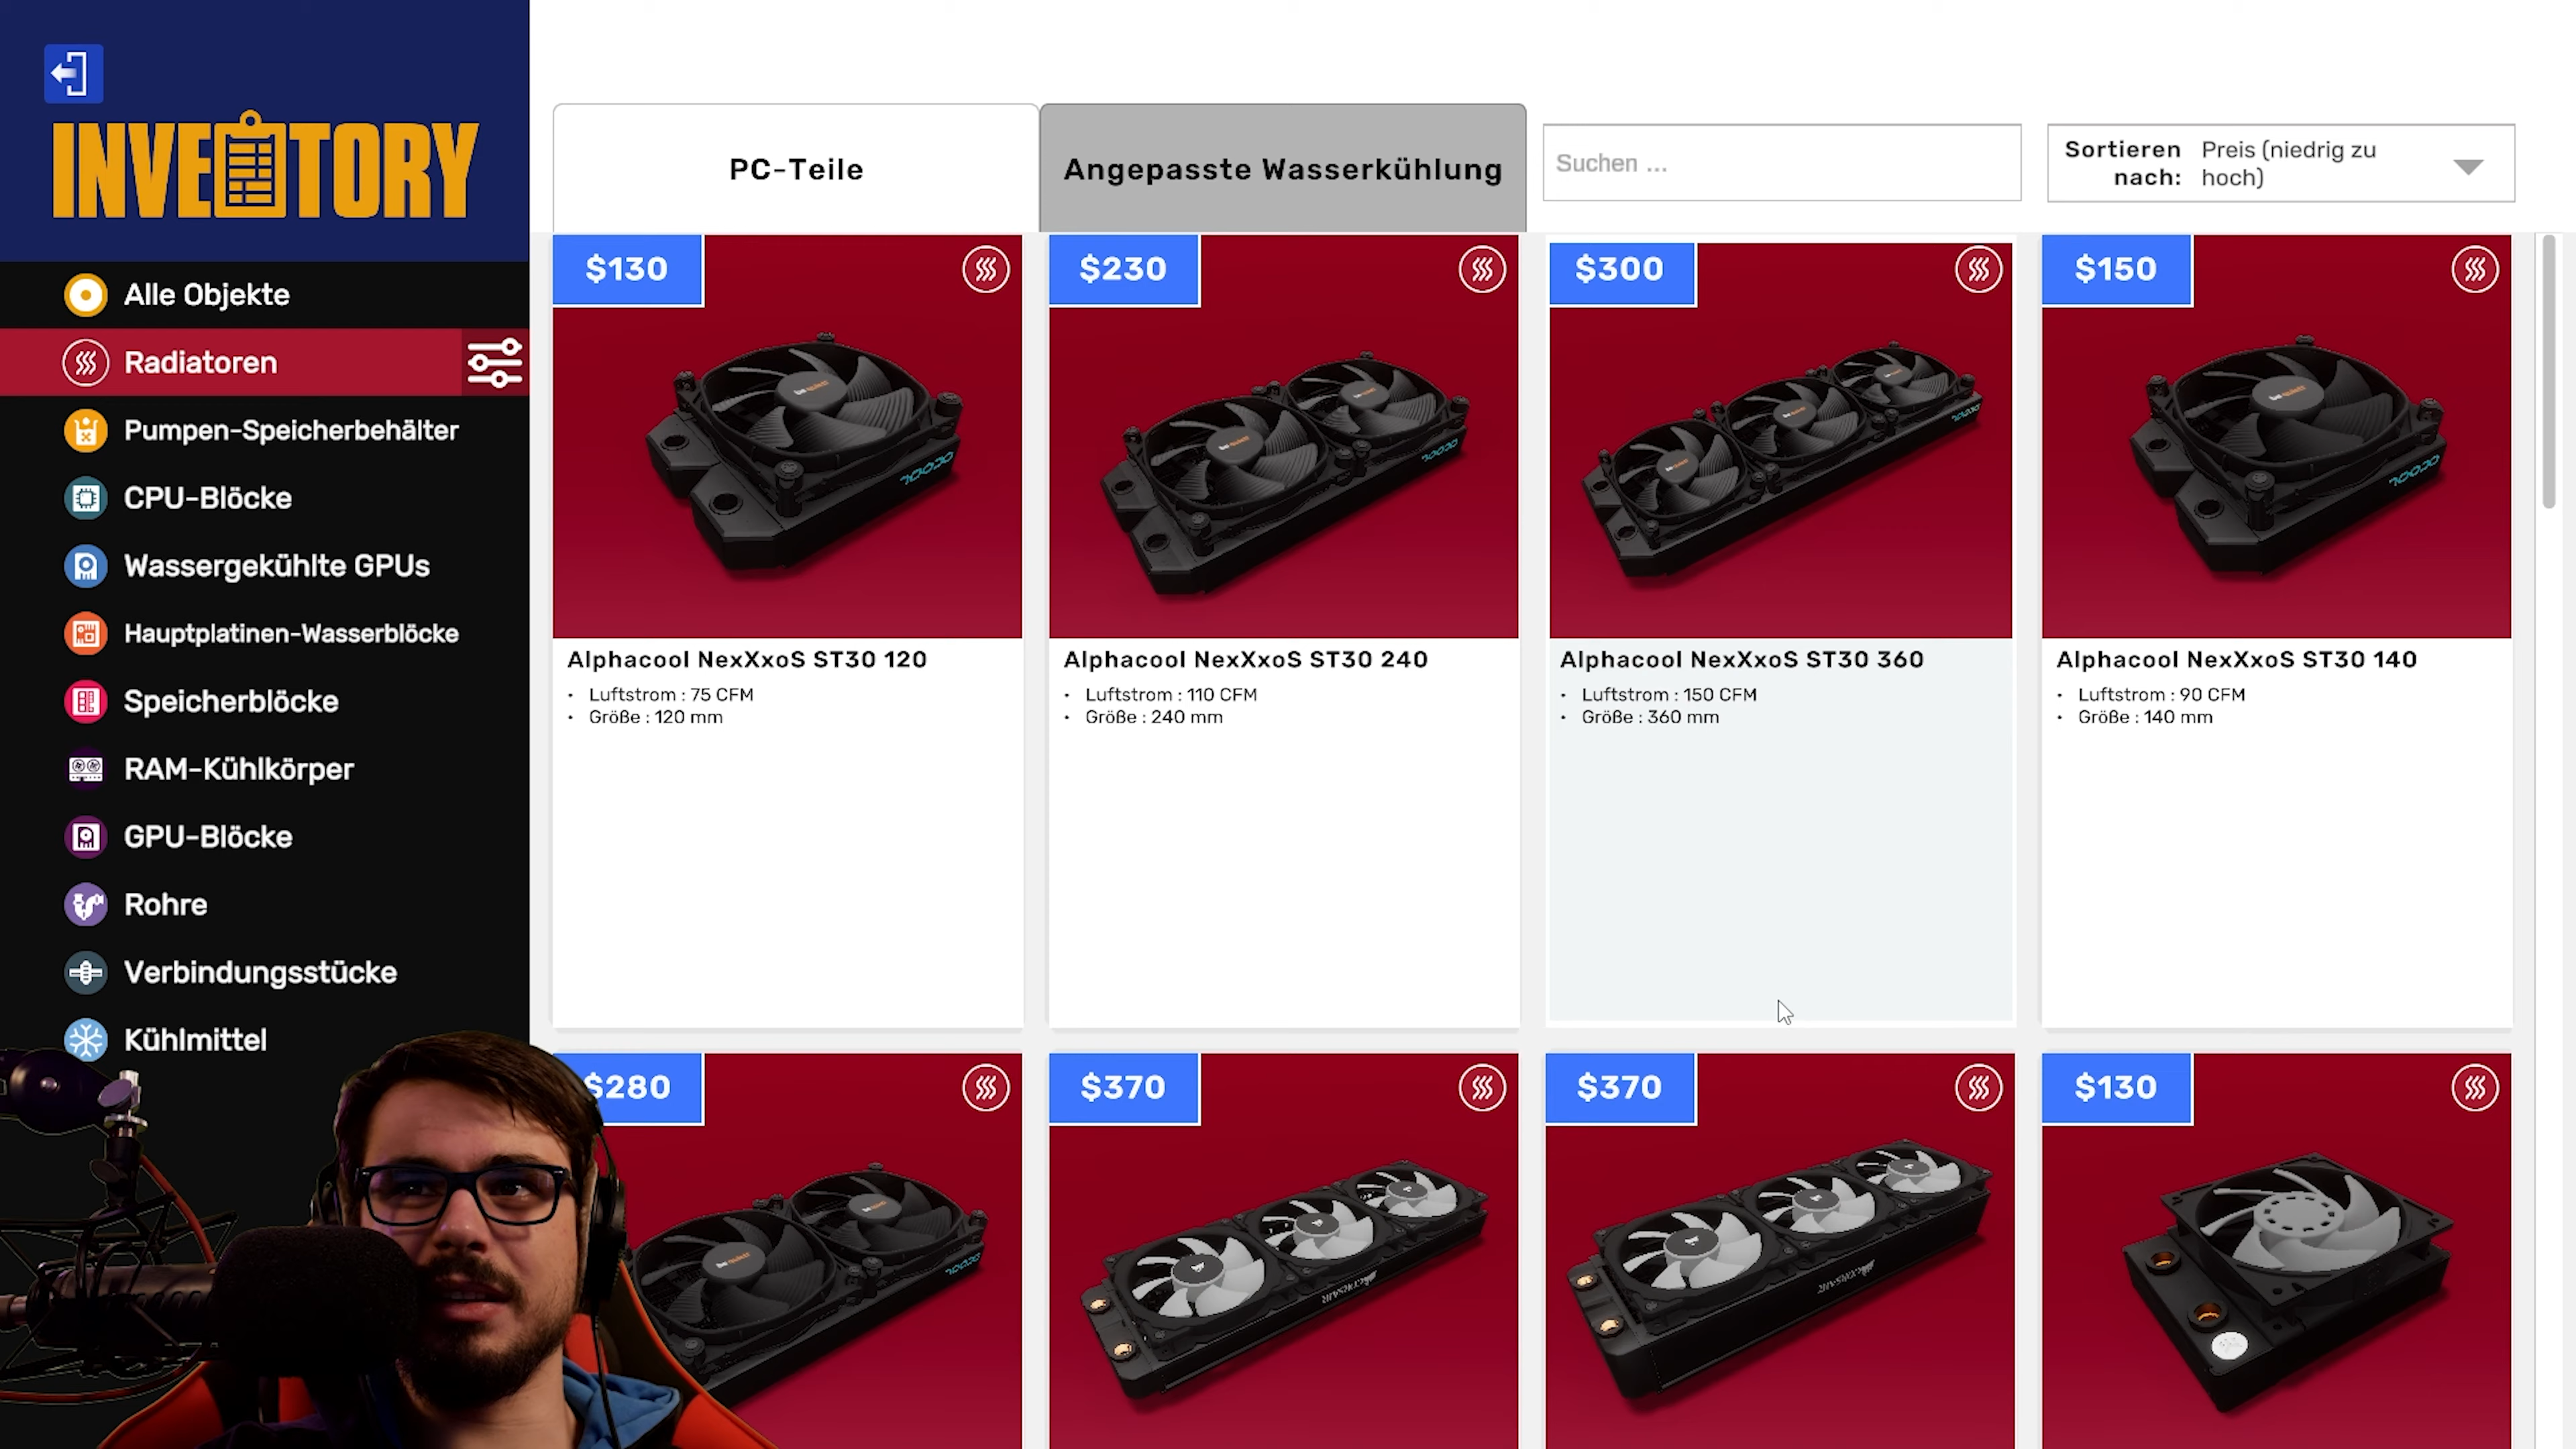 INVENTORY
PC-Teile
Angepasste Wasserkühlung
Suchen ...
Sortieren nach:
Preis (niedrig zu hoch)
Alle Objekte
Radiatoren
Pumpen-Speicherbehälter
CPU-Blöcke
Wassergekühlte GPUs
Hauptplatinen-Wasserblöcke
Speicherblöcke
RAM-Kühlkörper
GPU-Blöcke
Rohre
Verbindungsstücke
Kühlmittel
$130
Alphacool NexXxoS ST30 120
• Luftstrom : 75 CFM
• Größe : 120 mm
$230
Alphacool NexXxoS ST30 240
• Luftstrom : 110 CFM
• Größe : 240 mm
$300
Alphacool NexXxoS ST30 360
• Luftstrom : 150 CFM
• Größe : 360 mm
$150
Alphacool NexXxoS ST30 140
• Luftstrom : 90 CFM
• Größe : 140 mm
$280
$370
$370
$130